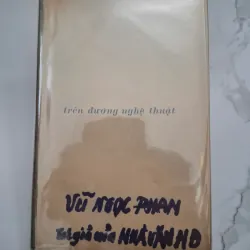 trên đường nghệ thuật
VŨ NGỌC PHAN
Tác giả của NHÀ VĂN HĐ